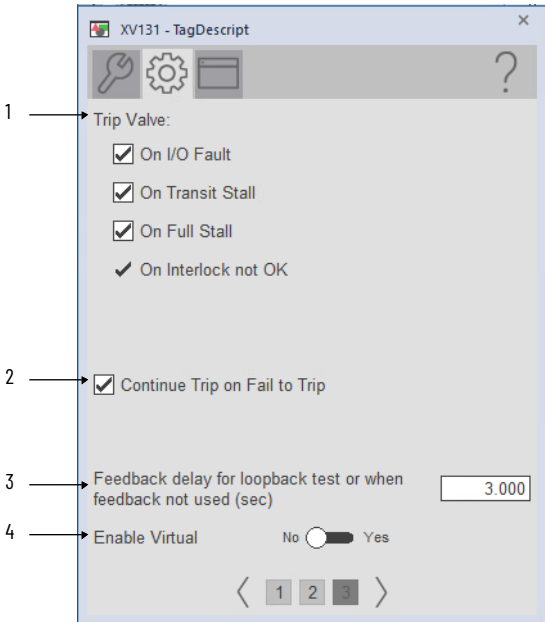 XV131 - TagDescript
×
?
1
Trip Valve:
On I/O Fault
On Transit Stall
On Full Stall
On Interlock not OK
2
Continue Trip on Fail to Trip
3
Feedback delay for loopback test or when
feedback not used (sec)
3.000
4
Enable Virtual No Yes
1 2 3